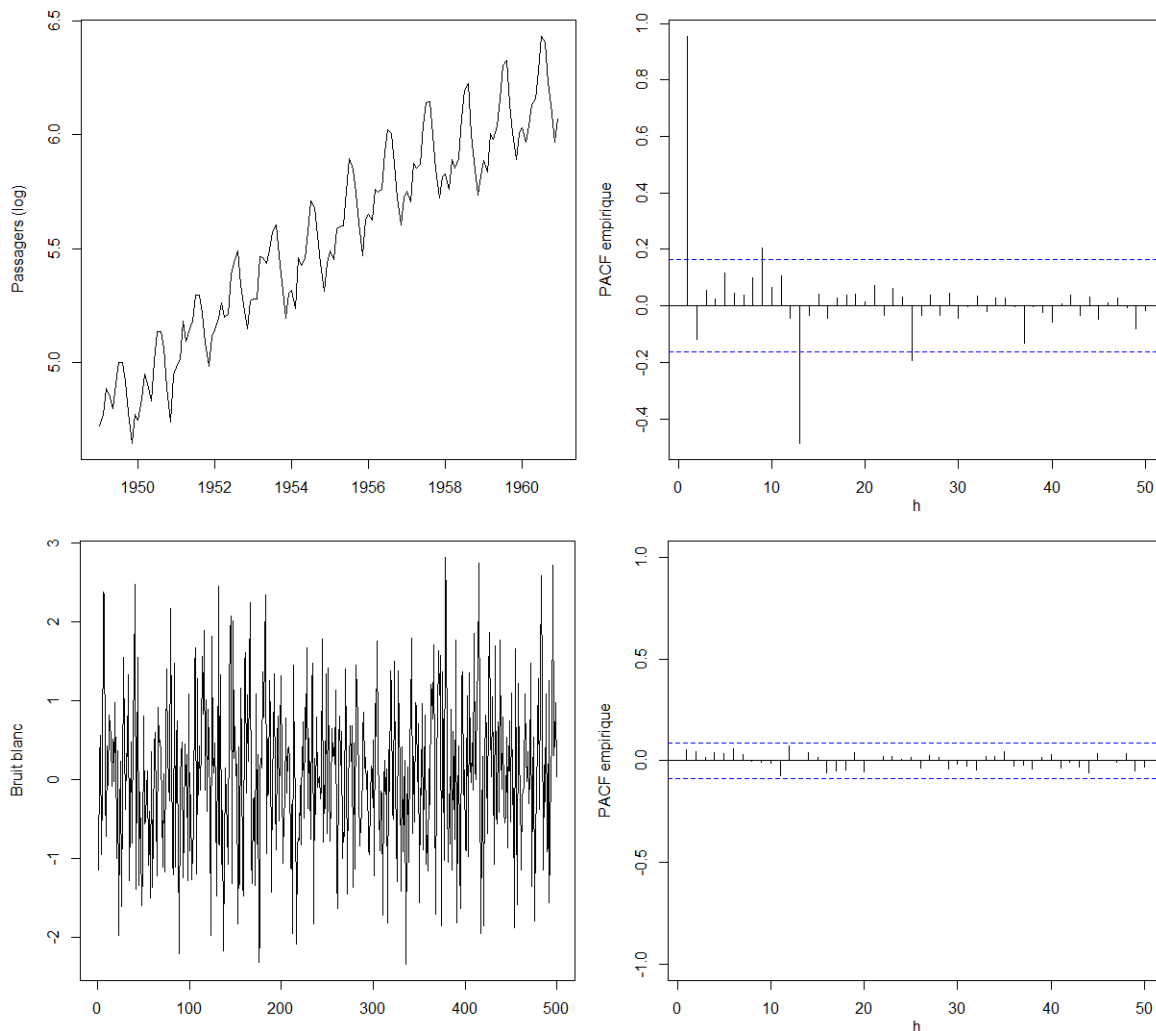 Passagers (log)
6.5
6.0
5.5
5.0
1950 1952 1954 1956 1958 1960
PACF empirique
1.0
0.8
0.6
0.4
0.2
0.0
-0.2
-0.4
0 10 20 30 40 50
h
Bruit blanc
3
2
1
0
-1
-2
0 100 200 300 400 500
PACF empirique
1.0
0.5
0.0
-0.5
-1.0
0 10 20 30 40 50
h